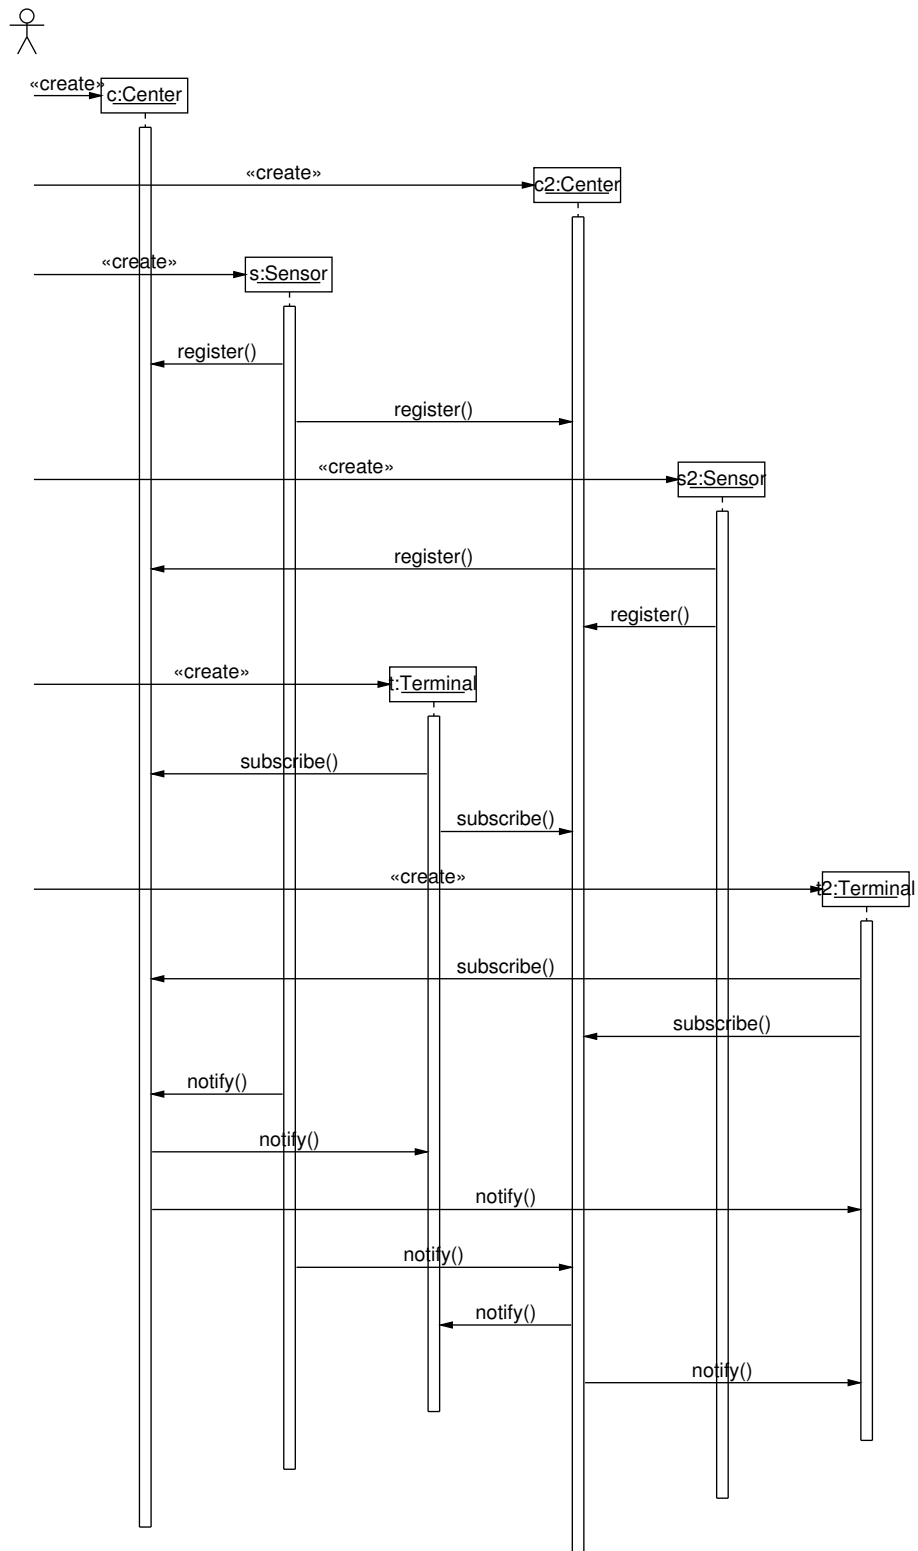 «create»
c:Center
«create»
c2:Center
«create»
s:Sensor
register()
register()
«create»
s2:Sensor
register()
register()
«create»
t:Terminal
subscribe()
subscribe()
«create»
t2:Terminal
subscribe()
subscribe()
notify()
notify()
notify()
notify()
notify()
notify()